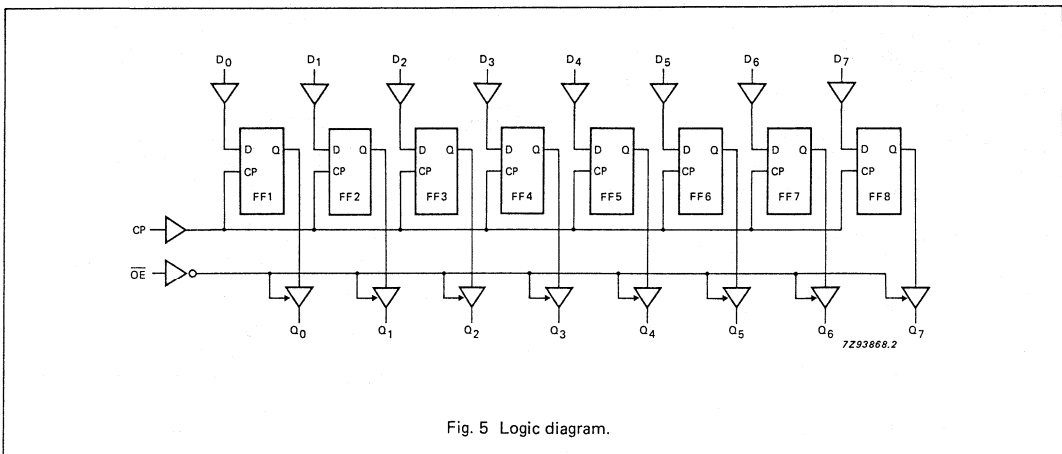 D0 D1 D2 D3 D4 D5 D6 D7
D Q D Q D Q D Q D Q D Q D Q D Q
CP CP CP CP CP CP CP CP
FF1 FF2 FF3 FF4 FF5 FF6 FF7 FF8
CP
O̅E̅
Q0 Q1 Q2 Q3 Q4 Q5 Q6 Q7
7Z93868.2
Fig. 5 Logic diagram.